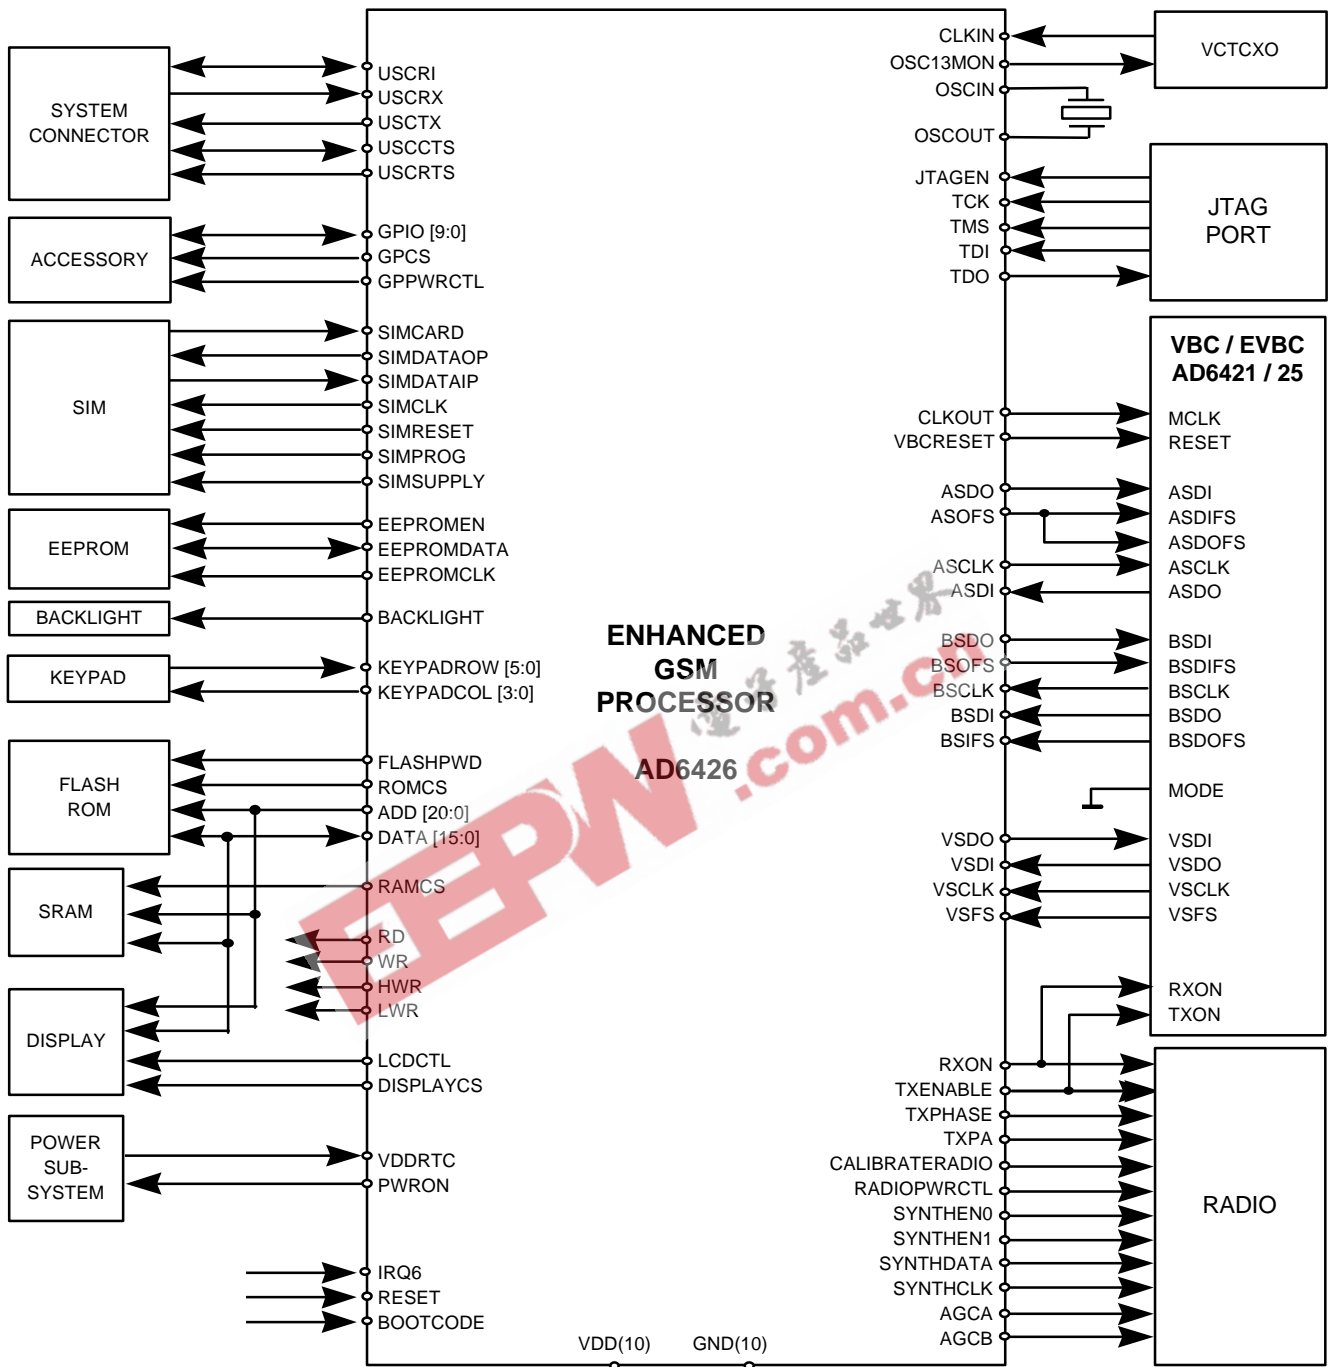 SYSTEM
CONNECTOR
USCRI
USCRX
USCTX
USCCTS
USCRTS
ACCESSORY
GPIO [9:0]
GPCS
GPPWRCTL
SIM
SIMCARD
SIMDATAOP
SIMDATAIP
SIMCLK
SIMRESET
SIMPROG
SIMSUPPLY
EEPROM
EEPROMEN
EEPROMDATA
EEPROMCLK
BACKLIGHT
BACKLIGHT
KEYPAD
KEYPADROW [5:0]
KEYPADCOL [3:0]
FLASH
ROM
FLASHPWD
ROMCS
ADD [20:0]
DATA [15:0]
SRAM
RAMCS
RD
WR
HWR
LWR
DISPLAY
LCDCTL
DISPLAYCS
POWER
SUB-
SYSTEM
VDDRTC
PWRON
IRQ6
RESET
BOOTCODE
ENHANCED
GSM
PROCESSOR
AD6426
VDD(10)
GND(10)
CLKIN
OSC13MON
OSCIN
OSCOUT
VCTCXO
JTAGEN
TCK
TMS
TDI
TDO
JTAG
PORT
VBC / EVBC
AD6421 / 25
CLKOUT
VBCRESET
MCLK
RESET
ASDO
ASOFS
ASCLK
ASDI
ASDI
ASDIFS
ASDOFS
ASCLK
ASDO
BSDO
BSOFS
BSCLK
BSDI
BSIFS
BSDI
BSDIFS
BSCLK
BSDO
BSDOFS
MODE
VSDO
VSDI
VSCLK
VSFS
VSDI
VSDO
VSCLK
VSFS
RXON
TXON
RXON
TXENABLE
TXPHASE
TXPA
CALIBRATERADIO
RADIOPWRCTL
SYNTHEN0
SYNTHEN1
SYNTHDATA
SYNTHCLK
AGCA
AGCB
RADIO
EEPW
.com.cn
電子產品世界